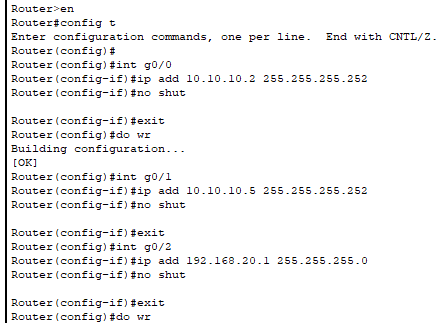 Router>en
Router#config t
Enter configuration commands, one per line.  End with CNTL/Z.
Router(config)#
Router(config)#int g0/0
Router(config-if)#ip add 10.10.10.2 255.255.255.252
Router(config-if)#no shut
Router(config-if)#exit
Router(config)#do wr
Building configuration...
[OK]
Router(config)#int g0/1
Router(config-if)#ip add 10.10.10.5 255.255.255.252
Router(config-if)#no shut
Router(config-if)#exit
Router(config)#int g0/2
Router(config-if)#ip add 192.168.20.1 255.255.255.0
Router(config-if)#no shut
Router(config-if)#exit
Router(config)#do wr